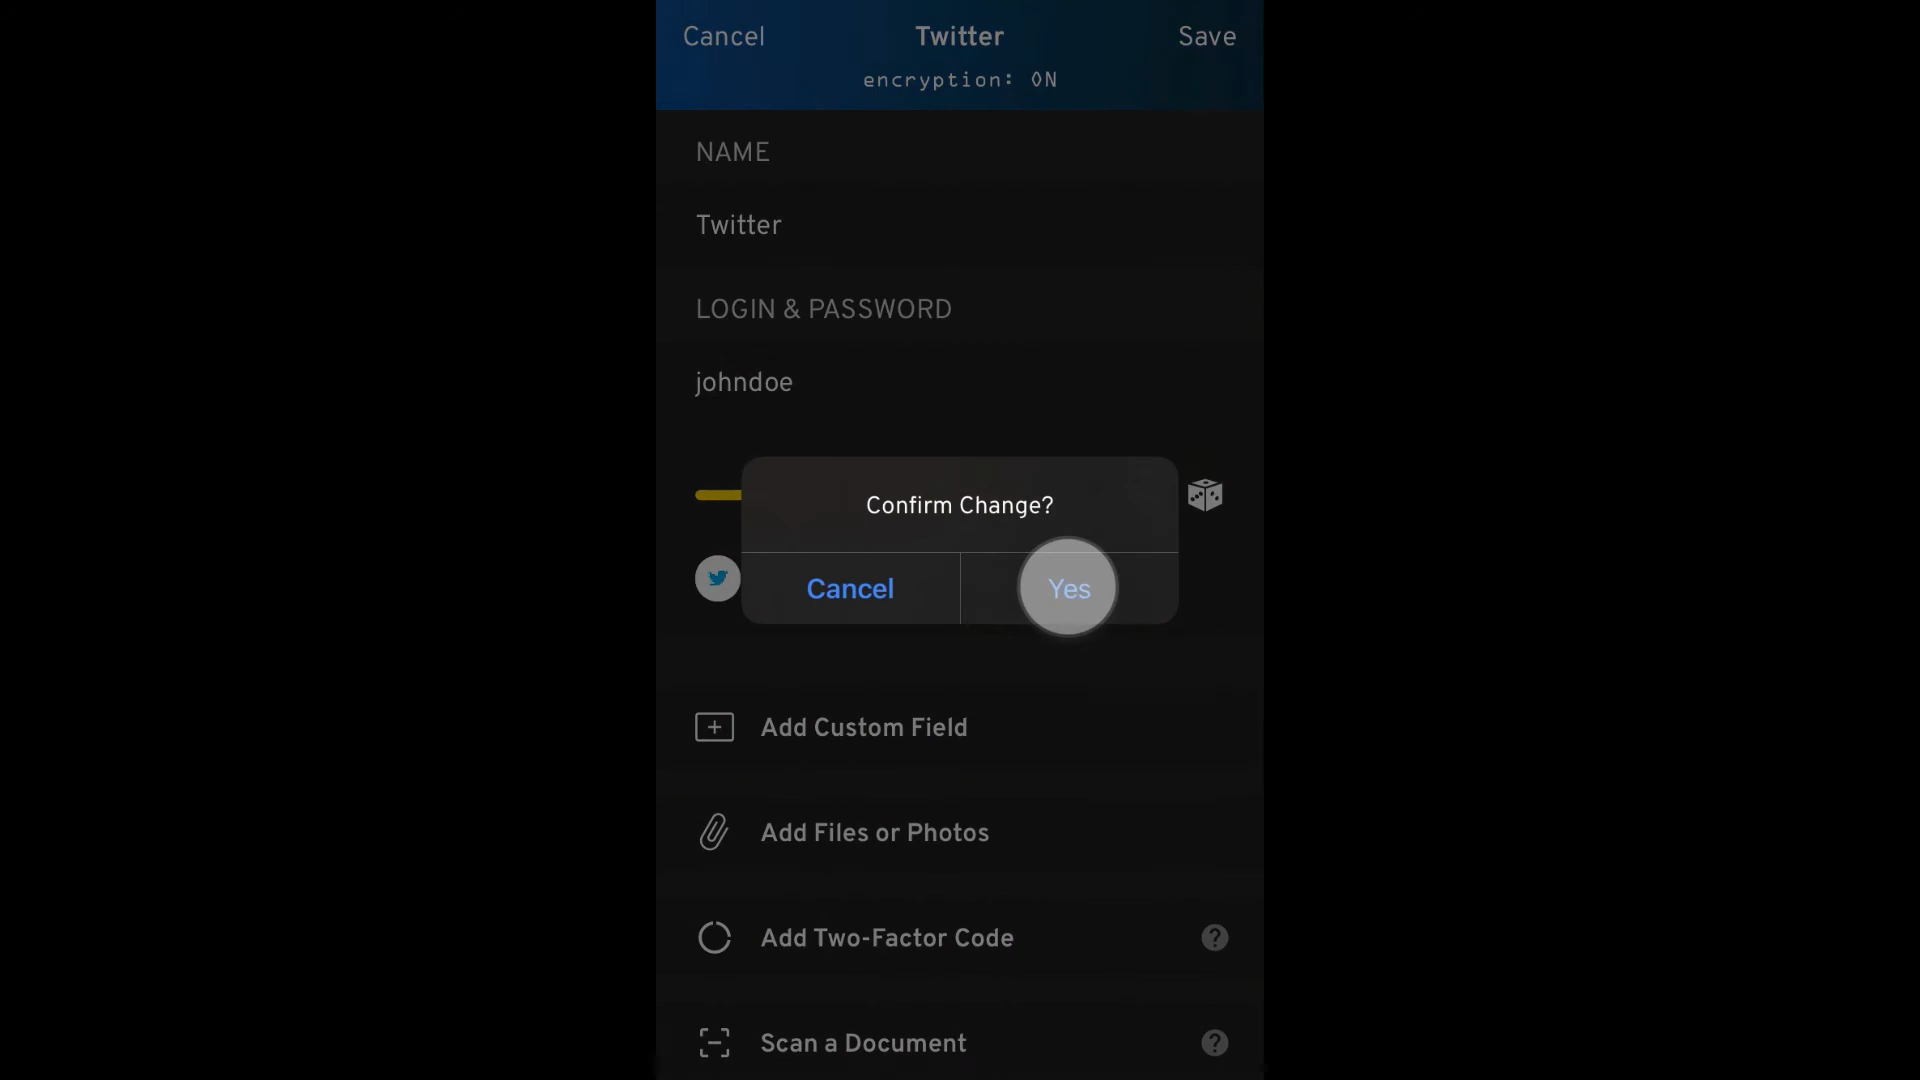 Cancel
Twitter
Save
encryption: ON
NAME
Twitter
LOGIN & PASSWORD
johndoe
Confirm Change?
Cancel
Yes
Add Custom Field
Add Files or Photos
Add Two-Factor Code
?
Scan a Document
?